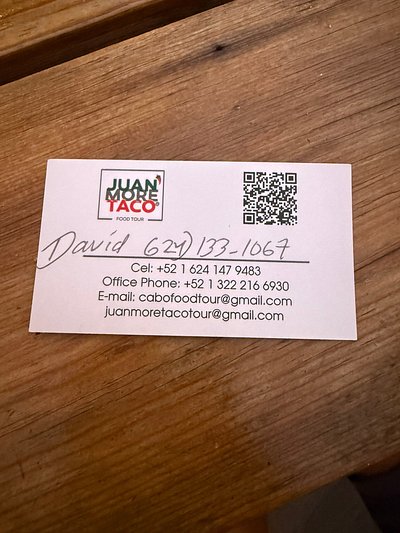 JUAN
MORE
TACO
FOOD TOUR
David 624) 133-1067
Cel: +52 1 624 147 9483
Office Phone: +52 1 322 216 6930
E-mail: cabofoodtour@gmail.com
juanmoretacotour@gmail.com